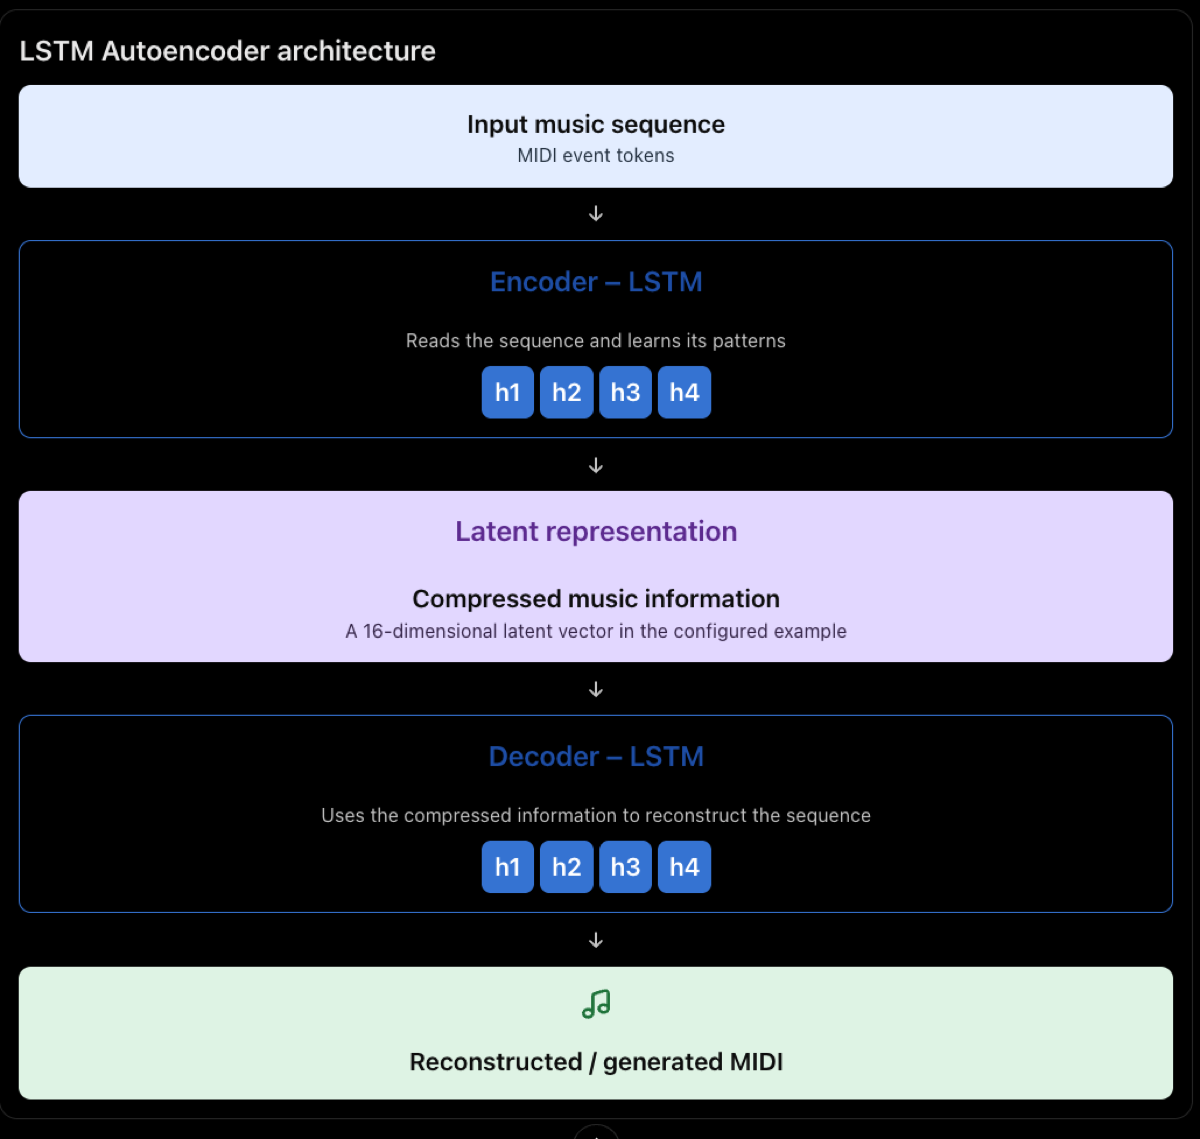 LSTM Autoencoder architecture
Input music sequence
MIDI event tokens
Encoder – LSTM
Reads the sequence and learns its patterns
h1 h2 h3 h4
Latent representation
Compressed music information
A 16-dimensional latent vector in the configured example
Decoder – LSTM
Uses the compressed information to reconstruct the sequence
h1 h2 h3 h4
Reconstructed / generated MIDI